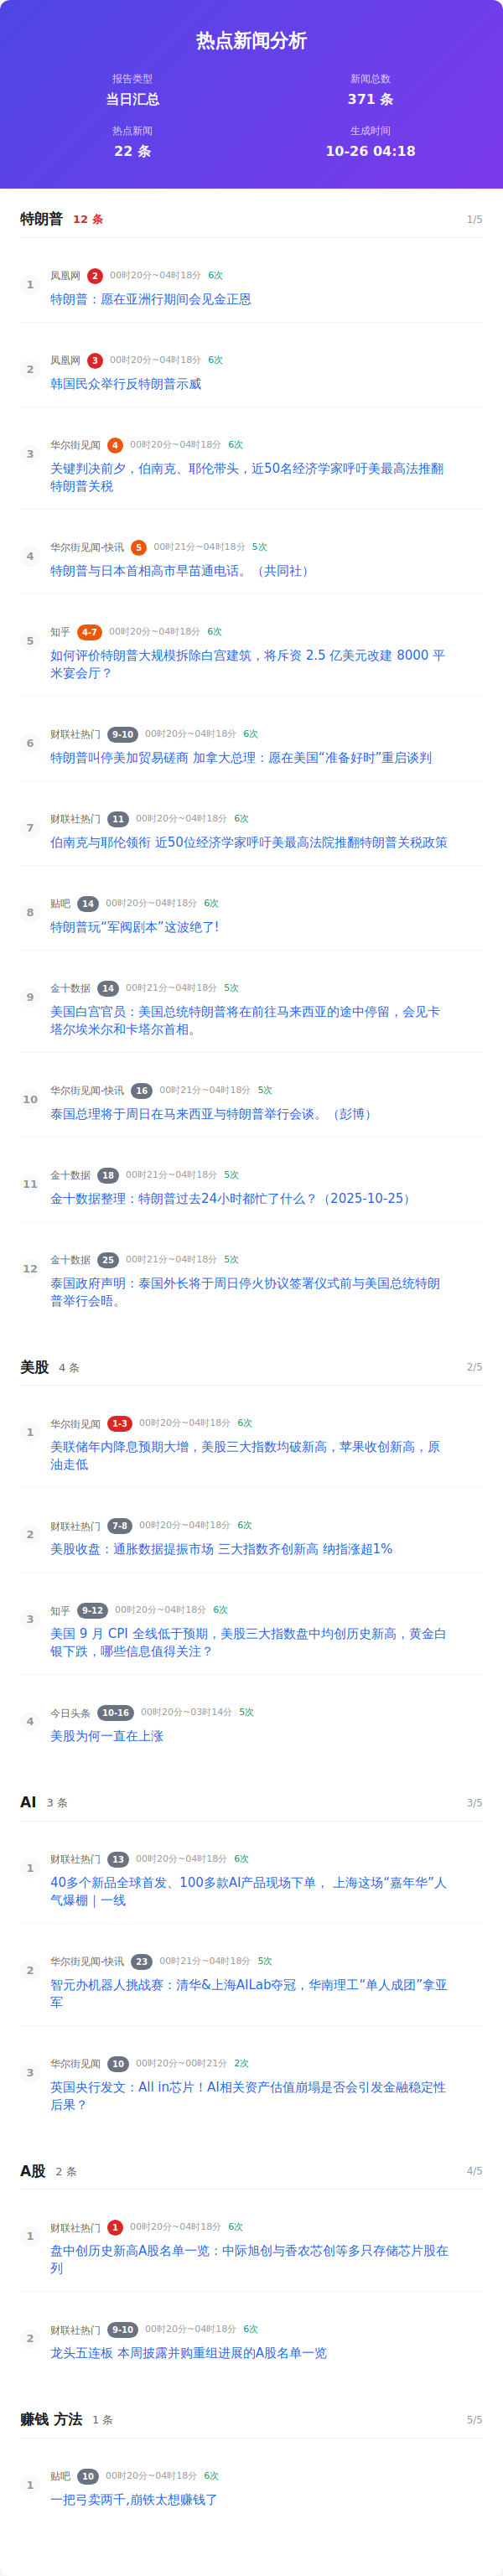 热点新闻分析
报告类型
当日汇总
新闻总数
371 条
热点新闻
22 条
生成时间
10-26 04:18
特朗普 12 条 1/5
1
凤凰网 2 00时20分~04时18分 6次
特朗普：愿在亚洲行期间会见金正恩
2
凤凰网 3 00时20分~04时18分 6次
韩国民众举行反特朗普示威
3
华尔街见闻 4 00时20分~04时18分 6次
关键判决前夕，伯南克、耶伦带头，近50名经济学家呼吁美最高法推翻
特朗普关税
4
华尔街见闻-快讯 5 00时21分~04时18分 5次
特朗普与日本首相高市早苗通电话。（共同社）
5
知乎 4-7 00时20分~04时18分 6次
如何评价特朗普大规模拆除白宫建筑，将斥资 2.5 亿美元改建 8000 平
米宴会厅？
6
财联社热门 9-10 00时20分~04时18分 6次
特朗普叫停美加贸易磋商 加拿大总理：愿在美国“准备好时”重启谈判
7
财联社热门 11 00时20分~04时18分 6次
伯南克与耶伦领衔 近50位经济学家呼吁美最高法院推翻特朗普关税政策
8
贴吧 14 00时20分~04时18分 6次
特朗普玩“军阀剧本”这波绝了!
9
金十数据 14 00时21分~04时18分 5次
美国白宫官员：美国总统特朗普将在前往马来西亚的途中停留，会见卡
塔尔埃米尔和卡塔尔首相。
10
华尔街见闻-快讯 16 00时21分~04时18分 5次
泰国总理将于周日在马来西亚与特朗普举行会谈。（彭博）
11
金十数据 18 00时21分~04时18分 5次
金十数据整理：特朗普过去24小时都忙了什么？（2025-10-25）
12
金十数据 25 00时21分~04时18分 5次
泰国政府声明：泰国外长将于周日停火协议签署仪式前与美国总统特朗
普举行会晤。
美股 4 条 2/5
1
华尔街见闻 1-3 00时20分~04时18分 6次
美联储年内降息预期大增，美股三大指数均破新高，苹果收创新高，原
油走低
2
财联社热门 7-8 00时20分~04时18分 6次
美股收盘：通胀数据提振市场 三大指数齐创新高 纳指涨超1%
3
知乎 9-12 00时20分~04时18分 6次
美国 9 月 CPI 全线低于预期，美股三大指数盘中均创历史新高，黄金白
银下跌，哪些信息值得关注？
4
今日头条 10-16 00时20分~03时14分 5次
美股为何一直在上涨
AI 3 条 3/5
1
财联社热门 13 00时20分~04时18分 6次
40多个新品全球首发、100多款AI产品现场下单， 上海这场“嘉年华”人
气爆棚｜一线
2
华尔街见闻-快讯 23 00时21分~04时18分 5次
智元办机器人挑战赛：清华&上海AILab夺冠，华南理工“单人成团”拿亚
军
3
华尔街见闻 10 00时20分~00时21分 2次
英国央行发文：All in芯片！AI相关资产估值崩塌是否会引发金融稳定性
后果？
A股 2 条 4/5
1
财联社热门 1 00时20分~04时18分 6次
盘中创历史新高A股名单一览：中际旭创与香农芯创等多只存储芯片股在
列
2
财联社热门 9-10 00时20分~04时18分 6次
龙头五连板 本周披露并购重组进展的A股名单一览
赚钱 方法 1 条 5/5
1
贴吧 10 00时20分~04时18分 6次
一把弓卖两千,崩铁太想赚钱了